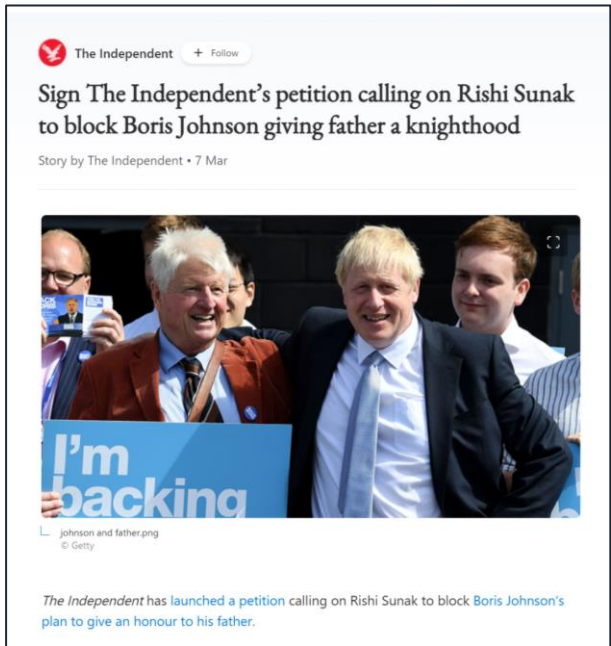 The Independent + Follow
Sign The Independent’s petition calling on Rishi Sunak
to block Boris Johnson giving father a knighthood
Story by The Independent • 7 Mar
I'm
backing
johnson and father.png
© Getty
The Independent has launched a petition calling on Rishi Sunak to block Boris Johnson's
plan to give an honour to his father.